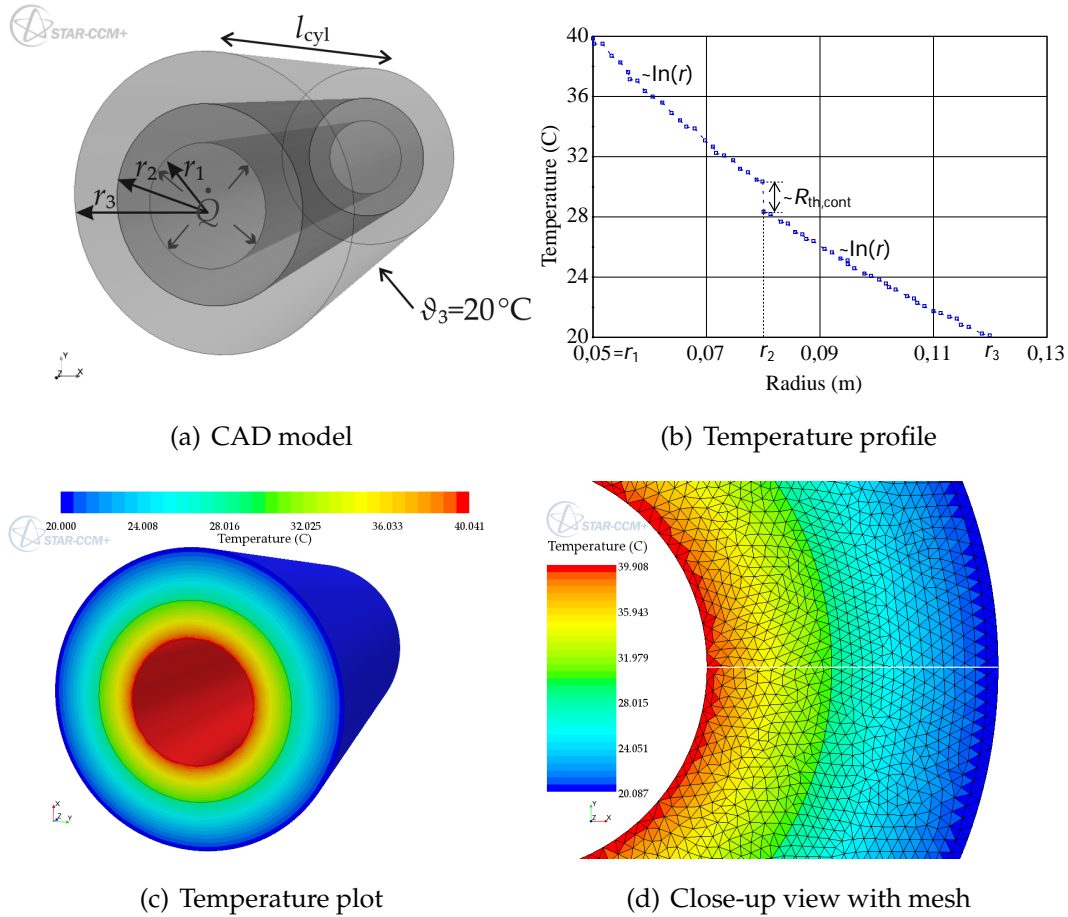 STAR-CCM+
l_cyl
r_1
r_2
r_3
Q̇
ϑ_3=20 °C
Y
Z X
(a) CAD model
Temperature (C)
40
36
32
28
24
20
~ln(r)
~R_th,cont
~ln(r)
0,05=r_1 0,07 r_2 0,09 0,11 r_3 0,13
Radius (m)
(b) Temperature profile
20.000 24.008 28.016 32.025 36.033 40.041
Temperature (C)
STAR-CCM+
X
Z Y
(c) Temperature plot
STAR-CCM+
Temperature (C)
39.908
35.943
31.979
28.015
24.051
20.087
Y
Z X
(d) Close-up view with mesh